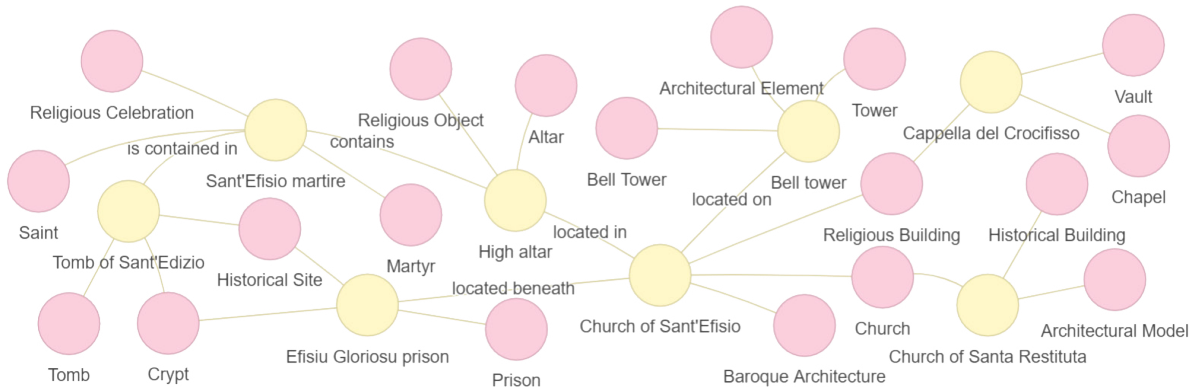 Religious Celebration
Religious Object
Altar
Architectural Element
Tower
Vault
Cappella del Crocifisso
is contained in
contains
Sant'Efisio martire
Bell Tower
Bell tower
Chapel
located on
Saint
Martyr
High altar
located in
Religious Building
Historical Building
Tomb of Sant'Edizio
Historical Site
located beneath
Church of Sant'Efisio
Church
Architectural Model
Efisiu Gloriosu prison
Church of Santa Restituta
Tomb
Crypt
Prison
Baroque Architecture